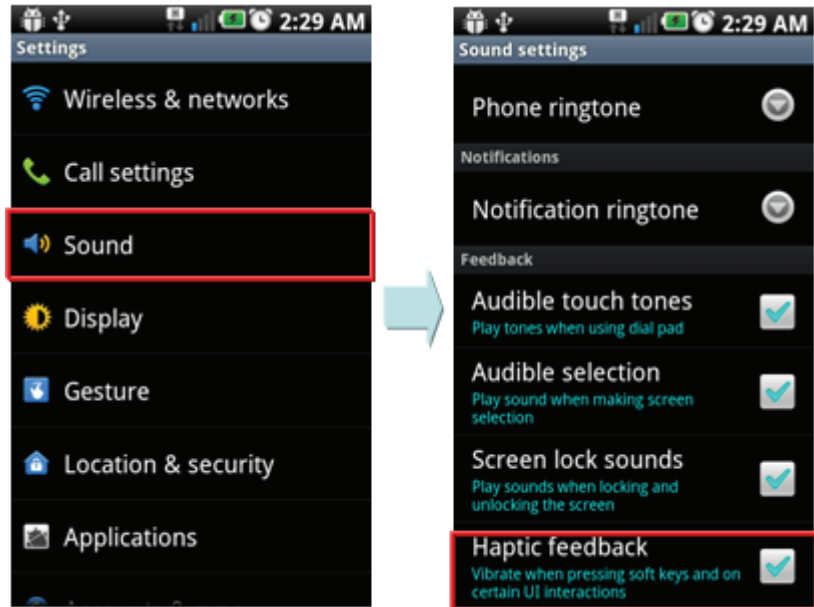 2:29 AM
Settings
Wireless & networks
Call settings
Sound
Display
Gesture
Location & security
Applications
2:29 AM
Sound settings
Phone ringtone
Notifications
Notification ringtone
Feedback
Audible touch tones
Play tones when using dial pad
Audible selection
Play sound when making screen
selection
Screen lock sounds
Play sounds when locking and
unlocking the screen
Haptic feedback
Vibrate when pressing soft keys and on
certain UI interactions